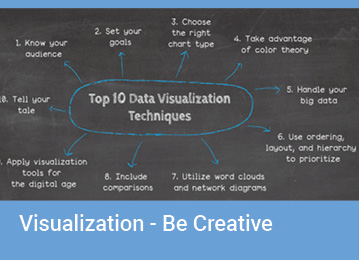 Top 10 Data Visualization
Techniques
1. Know your
audience
2. Set your
goals
3. Choose
the right
chart type
4. Take advantage
of color theory
5. Handle your
big data
6. Use ordering,
layout, and hierarchy
to prioritize
7. Utilize word clouds
and network diagrams
8. Include
comparisons
. Apply visualization
tools for
the digital age
0. Tell your
tale
Visualization - Be Creative